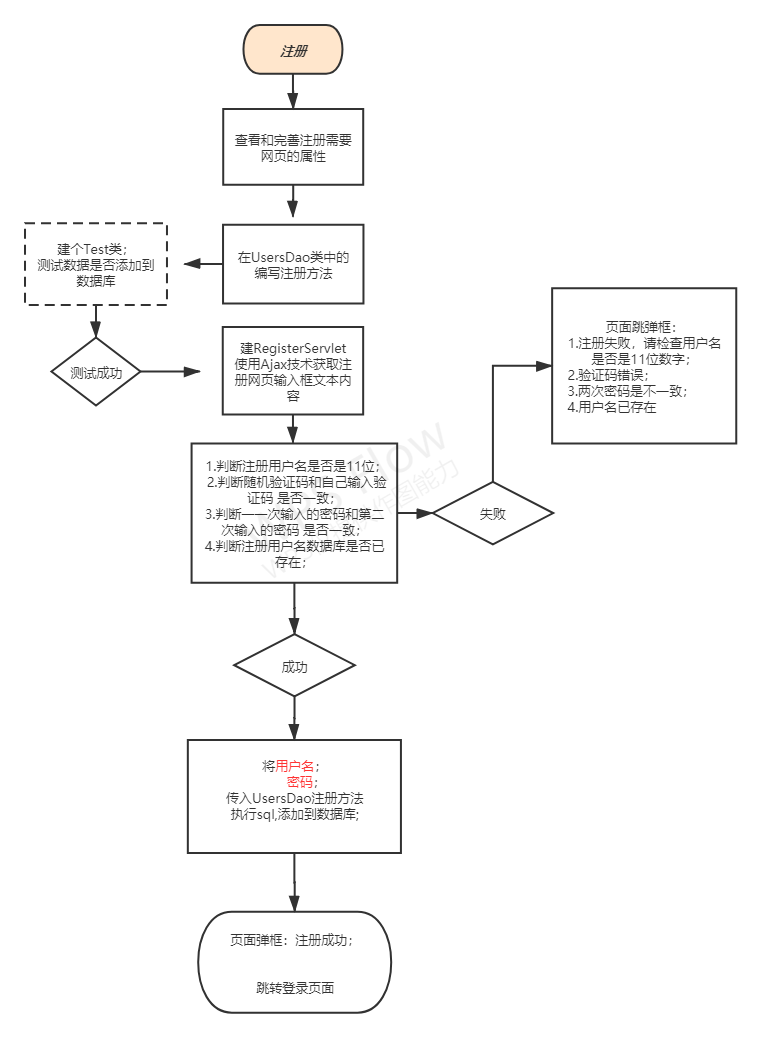 注册
查看和完善注册需要
网页的属性
在UsersDao类中的
编写注册方法
建个Test类；
测试数据是否添加到
数据库
测试成功
建RegisterServlet
使用Ajax技术获取注
册网页输入框文本内
容
1.判断注册用户名是否是11位；
2.判断随机验证码和自己输入验
证码 是否一致；
3.判断一一次输入的密码和第二
次输入的密码 是否一致；
4.判断注册用户名数据库是否已
存在；
失败
页面跳弹框：
1.注册失败，请检查用户名
是否是11位数字；
2.验证码错误；
3.两次密码是不一致；
4.用户名已存在
成功
将用户名；
密码；
传入UsersDao注册方法
执行sql,添加到数据库;
页面弹框：注册成功；
跳转登录页面